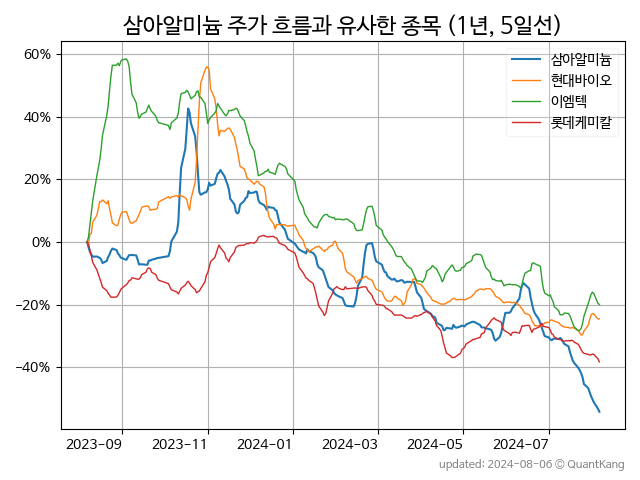 삼아알미늄 주가 흐름과 유사한 종목 (1년, 5일선)
삼아알미늄
현대바이오
이엠텍
롯데케미칼
60%
40%
20%
0%
−20%
−40%
2023-09 2023-11 2024-01 2024-03 2024-05 2024-07
updated: 2024-08-06 © QuantKang